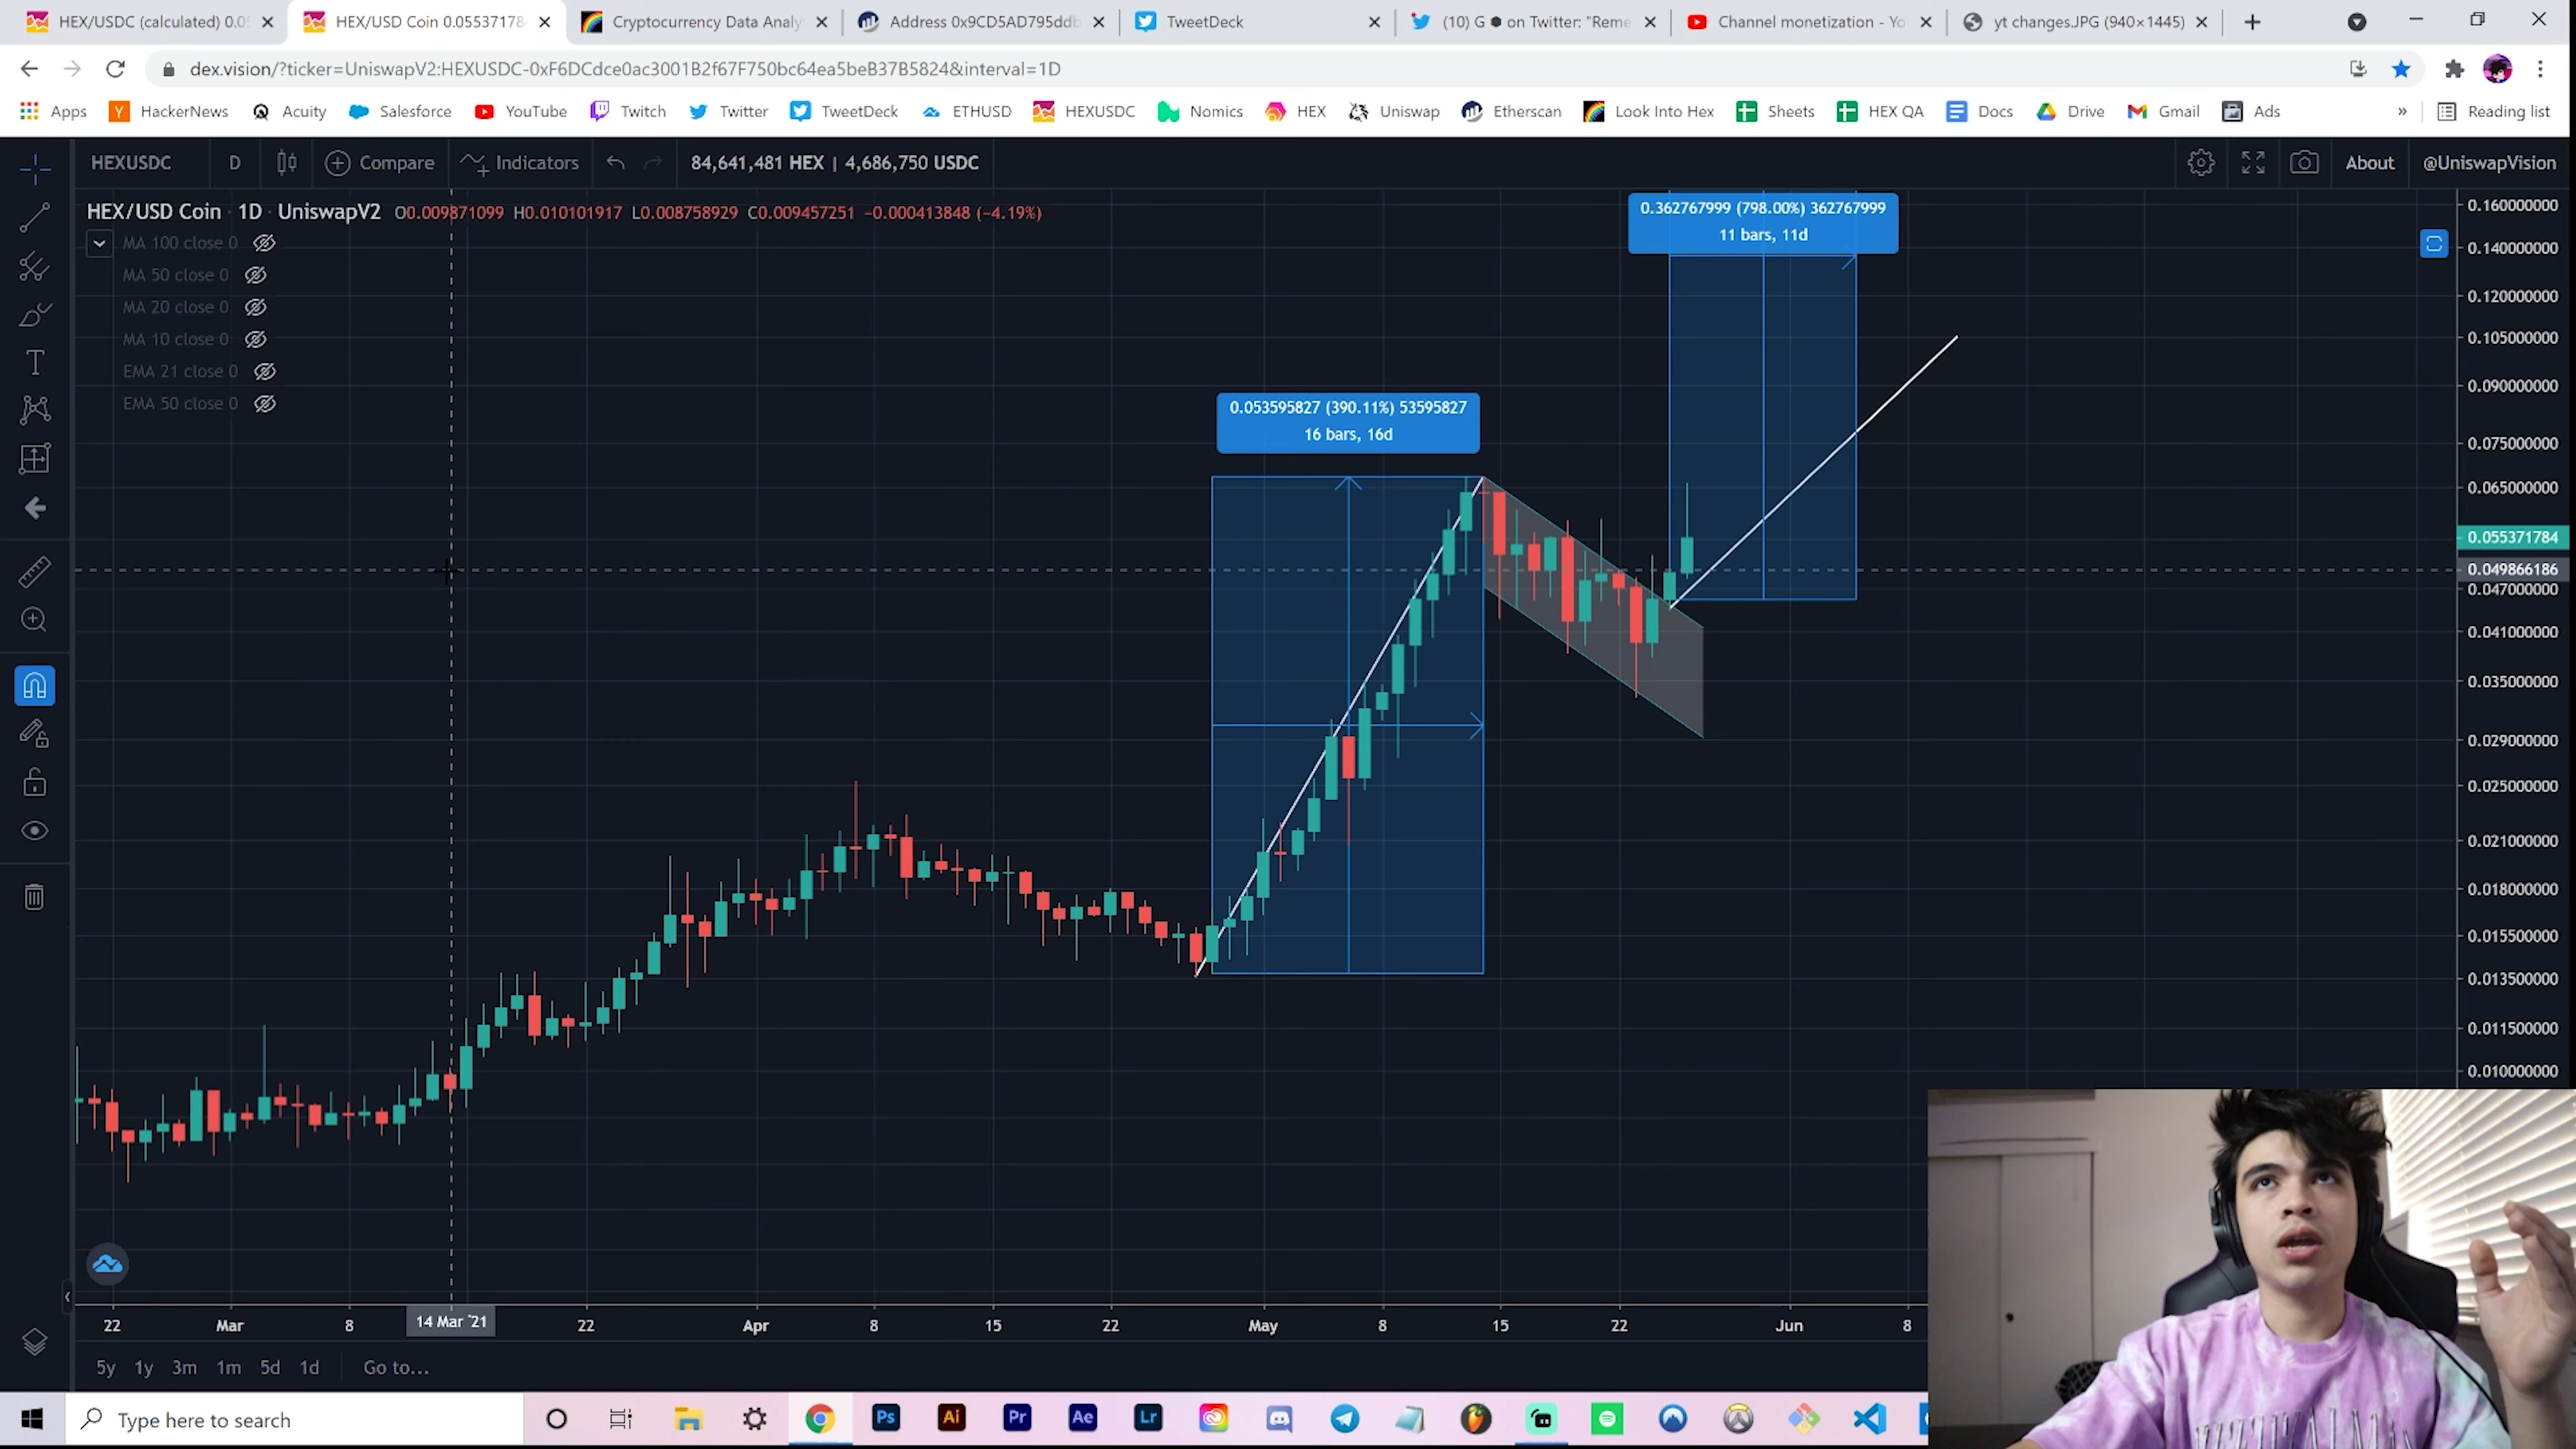 HEX/USDC (calculated) 0.05
HEX/USD Coin 0.05537178
Cryptocurrency Data Analy
Address 0x9CD5AD795ddb
TweetDeck
(10) G ⬢ on Twitter: "Reme
Channel monetization - Yo
yt changes.JPG (940×1445)
dex.vision/?ticker=UniswapV2:HEXUSDC-0xF6DCdce0ac3001B2f67F750bc64ea5beB37B5824&interval=1D
Apps
HackerNews
Acuity
Salesforce
YouTube
Twitch
Twitter
TweetDeck
ETHUSD
HEXUSDC
Nomics
HEX
Uniswap
Etherscan
Look Into Hex
Sheets
HEX QA
Docs
Drive
Gmail
Ads
»
Reading list
HEXUSDC
D
Compare
Indicators
84,641,481 HEX | 4,686,750 USDC
About
@UniswapVision
HEX/USD Coin · 1D · UniswapV2 O0.009871099 H0.010101917 L0.008758929 C0.009457251 −0.000413848 (−4.19%)
MA 100 close 0
MA 50 close 0
MA 20 close 0
MA 10 close 0
EMA 21 close 0
EMA 50 close 0
0.362767999 (798.00%) 362767999
11 bars, 11d
0.053595827 (390.11%) 53595827
16 bars, 16d
0.160000000
0.140000000
0.120000000
0.105000000
0.090000000
0.075000000
0.065000000
0.055371784
0.049866186
0.047000000
0.041000000
0.035000000
0.029000000
0.025000000
0.021000000
0.018000000
0.015500000
0.013500000
0.011500000
0.010000000
22
Mar
8
14 Mar '21
22
Apr
8
15
22
May
8
15
22
Jun
8
5y
1y
3m
1m
5d
1d
Go to...
Type here to search
Ps
Ai
Pr
Ae
Lr